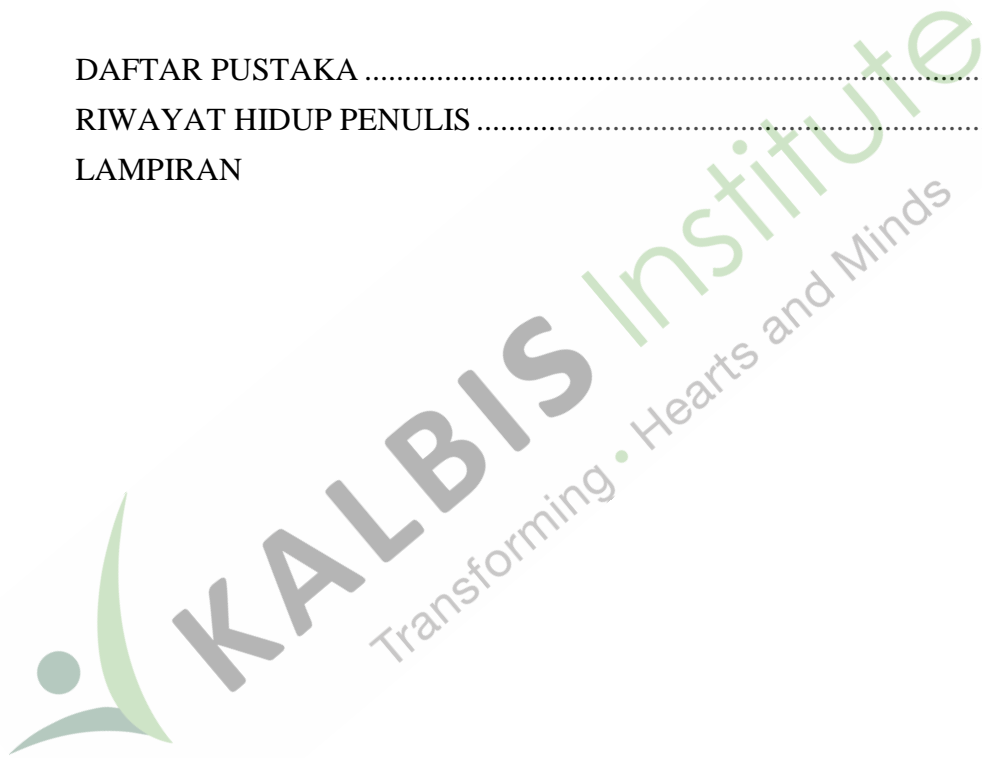 DAFTAR PUSTAKA ................................................................................
RIWAYAT HIDUP PENULIS ................................................................
LAMPIRAN
KALBIS Institute
Transforming • Hearts and Minds